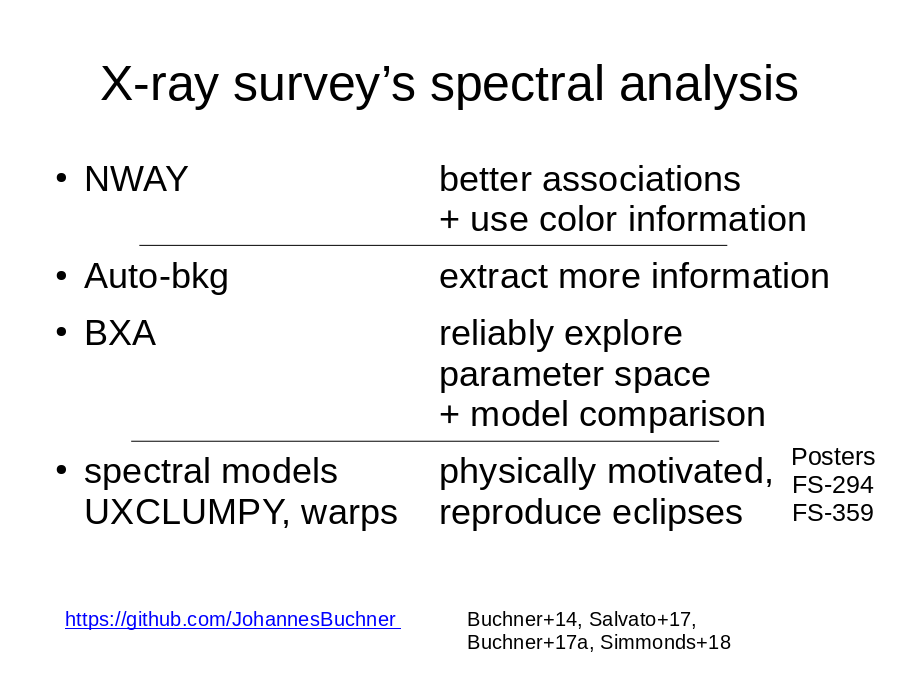 X-ray survey’s spectral analysis
• NWAY
better associations
+ use color information
• Auto-bkg
extract more information
• BXA
reliably explore
parameter space
+ model comparison
• spectral models
UXCLUMPY, warps
physically motivated,
reproduce eclipses
Posters
FS-294
FS-359
https://github.com/JohannesBuchner
Buchner+14, Salvato+17,
Buchner+17a, Simmonds+18